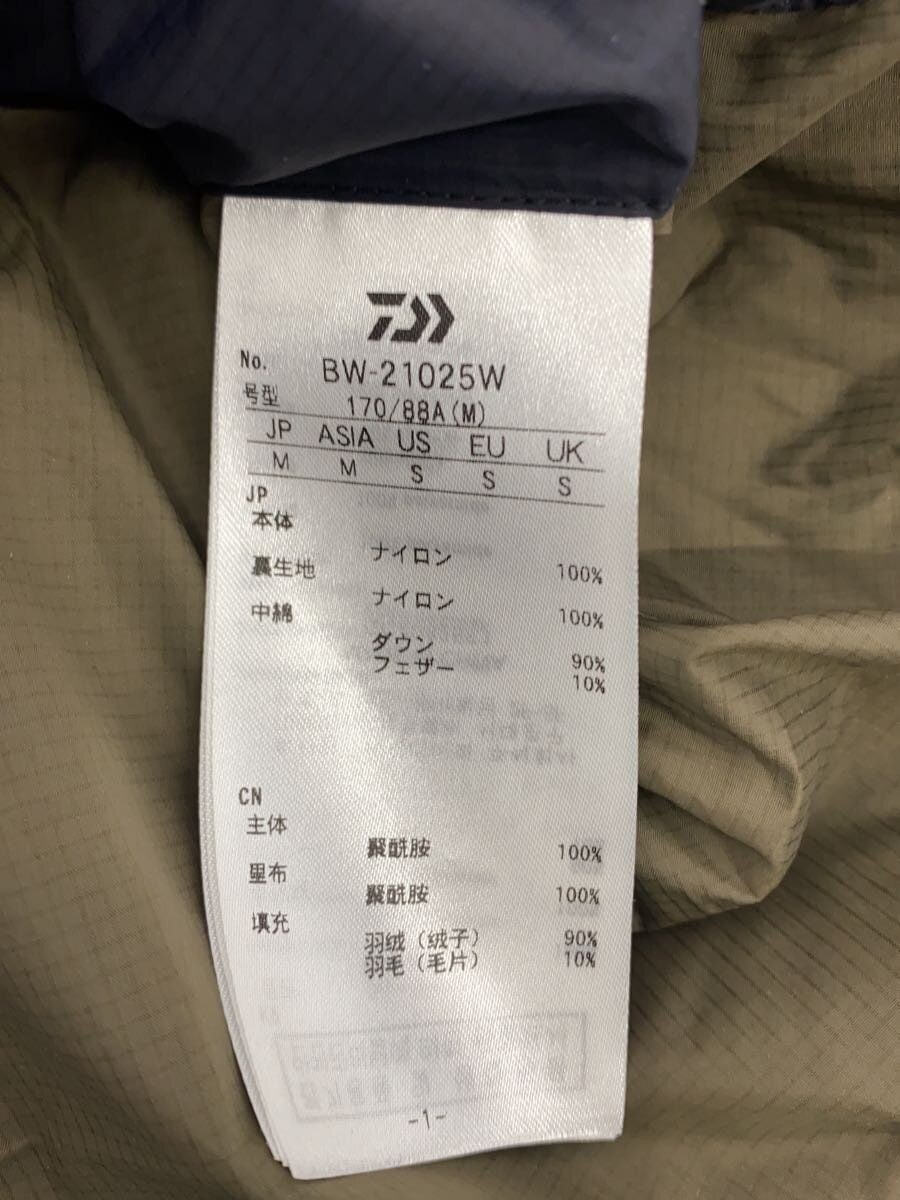 No. BW-21025W
号型 170/88A(M)
JP ASIA US EU UK
M M S S S
JP
本体 ナイロン 100%
裏生地 ナイロン 100%
中綿 ダウン 90%
フェザー 10%
CN
主体 聚酰胺 100%
里布 聚酰胺 100%
填充 羽绒(绒子) 90%
羽毛(毛片) 10%
-1-